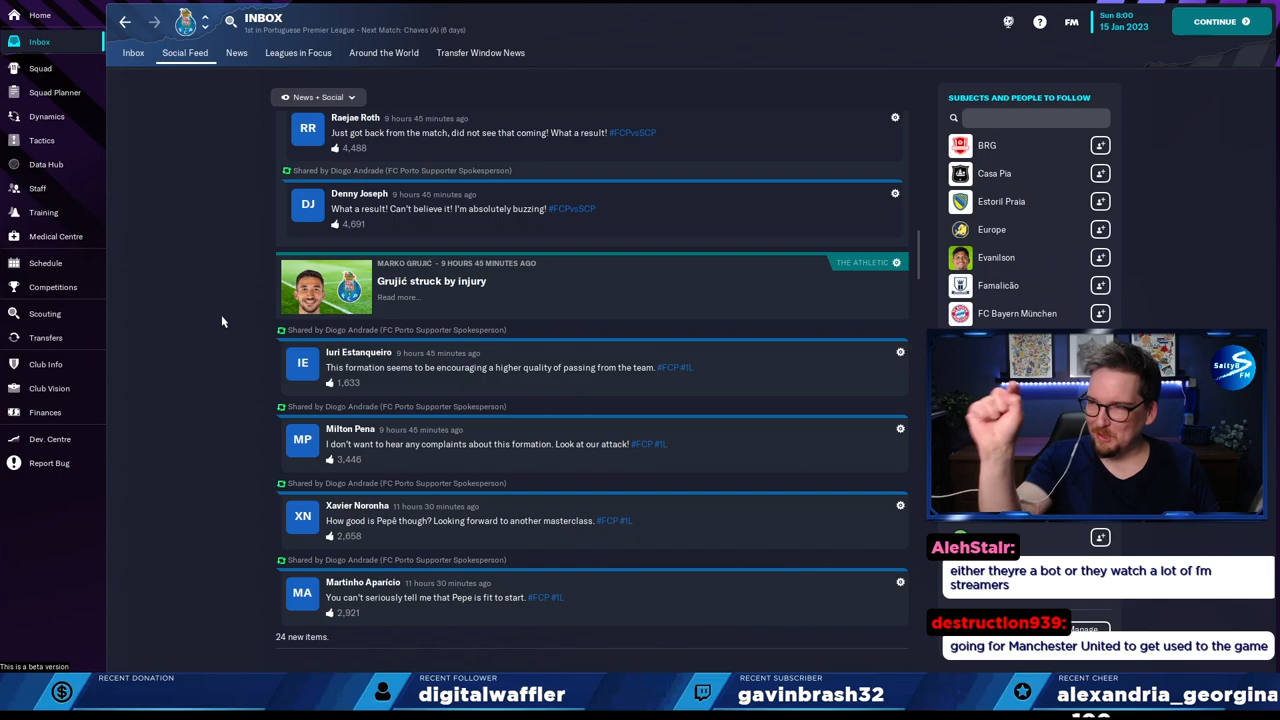 Home
Inbox
Squad
Squad Planner
Dynamics
Tactics
Data Hub
Staff
Training
Medical Centre
Schedule
Competitions
Scouting
Transfers
Club Info
Club Vision
Finances
Dev. Centre
Report Bug
This is a beta version
INBOX
1st in Portuguese Premier League - Next Match: Chaves (A) (6 days)
FM
Sun 8:00
15 Jan 2023
CONTINUE
Inbox Social Feed News Leagues in Focus Around the World Transfer Window News
News + Social
RR
Raejae Roth 9 hours 45 minutes ago
Just got back from the match, did not see that coming! What a result! #FCPvsSCP
4,488
Shared by Diogo Andrade (FC Porto Supporter Spokesperson)
DJ
Denny Joseph 9 hours 45 minutes ago
What a result! Can't believe it! I'm absolutely buzzing! #FCPvsSCP
4,691
MARKO GRUJIĆ - 9 HOURS 45 MINUTES AGO
THE ATHLETIC
Grujić struck by injury
Read more...
Shared by Diogo Andrade (FC Porto Supporter Spokesperson)
IE
Iuri Estanqueiro 9 hours 45 minutes ago
This formation seems to be encouraging a higher quality of passing from the team. #FCP #1L
1,633
Shared by Diogo Andrade (FC Porto Supporter Spokesperson)
MP
Milton Pena 9 hours 45 minutes ago
I don't want to hear any complaints about this formation. Look at our attack! #FCP #1L
3,446
Shared by Diogo Andrade (FC Porto Supporter Spokesperson)
XN
Xavier Noronha 11 hours 30 minutes ago
How good is Pepê though? Looking forward to another masterclass. #FCP #1L
2,658
Shared by Diogo Andrade (FC Porto Supporter Spokesperson)
MA
Martinho Aparício 11 hours 30 minutes ago
You can't seriously tell me that Pepe is fit to start. #FCP #1L
2,921
24 new items.
SUBJECTS AND PEOPLE TO FOLLOW
BRG
Casa Pia
Estoril Praia
Europe
Evanilson
Famalicão
FC Bayern München
SaltyB
FM
Manage
AlehStalr:
either theyre a bot or they watch a lot of fm
streamers
destruct1on939:
going for Manchester United to get used to the game
RECENT DONATION
RECENT FOLLOWER
digitalwaffler
RECENT SUBSCRIBER
gavinbrash32
RECENT CHEER
alexandria_georgina
100